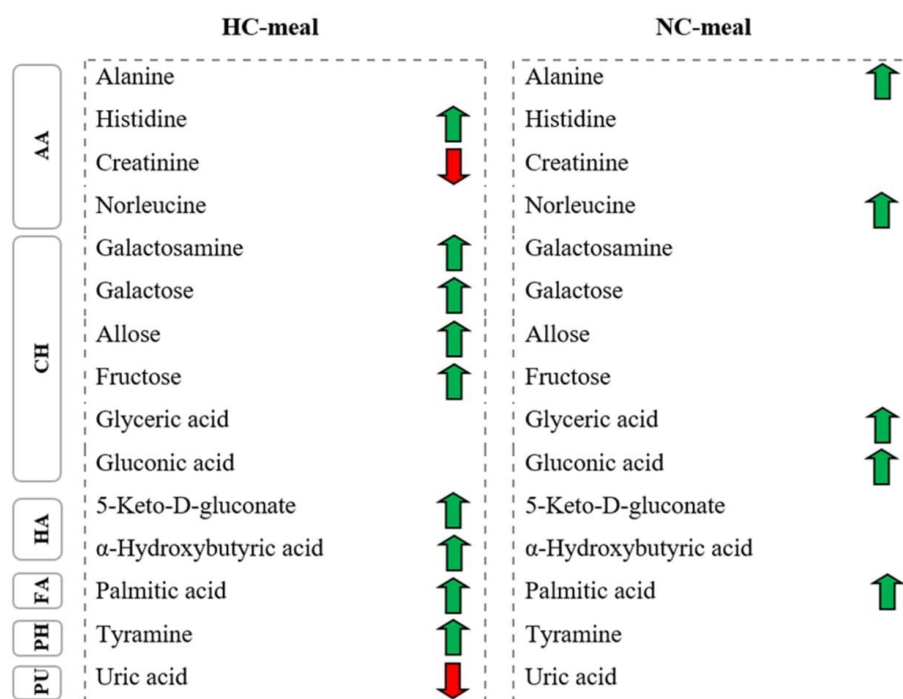 HC-meal NC-meal
AA
Alanine Alanine
Histidine Histidine
Creatinine Creatinine
Norleucine Norleucine
CH
Galactosamine Galactosamine
Galactose Galactose
Allose Allose
Fructose Fructose
Glyceric acid Glyceric acid
Gluconic acid Gluconic acid
HA
5-Keto-D-gluconate 5-Keto-D-gluconate
α-Hydroxybutyric acid α-Hydroxybutyric acid
FA
Palmitic acid Palmitic acid
PH
Tyramine Tyramine
PU
Uric acid Uric acid